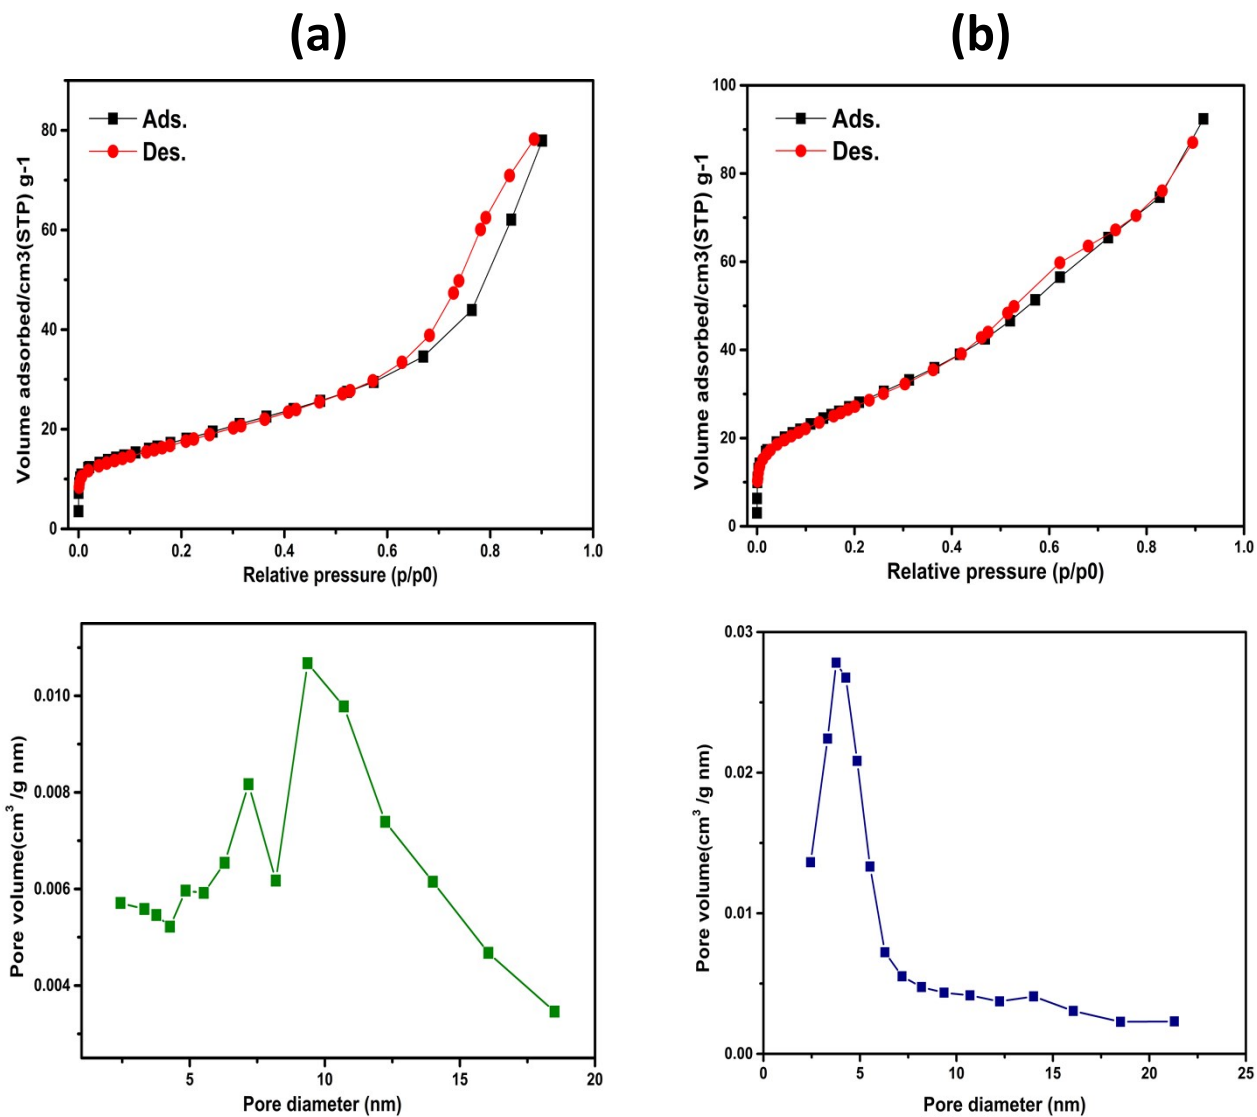 (a)
(b)
Ads.
Des.
80
60
40
20
0
0.0 0.2 0.4 0.6 0.8 1.0
Volume adsorbed/cm3(STP) g-1
Relative pressure (p/p0)
Ads.
Des.
100
80
60
40
20
0
0.0 0.2 0.4 0.6 0.8 1.0
Volume adsorbed/cm3(STP) g-1
Relative pressure (p/p0)
0.010
0.008
0.006
0.004
5 10 15 20
Pore volume(cm³ /g nm)
Pore diameter (nm)
0.03
0.02
0.01
0.00
0 5 10 15 20 25
Pore volume(cm³ /g nm)
Pore diameter (nm)